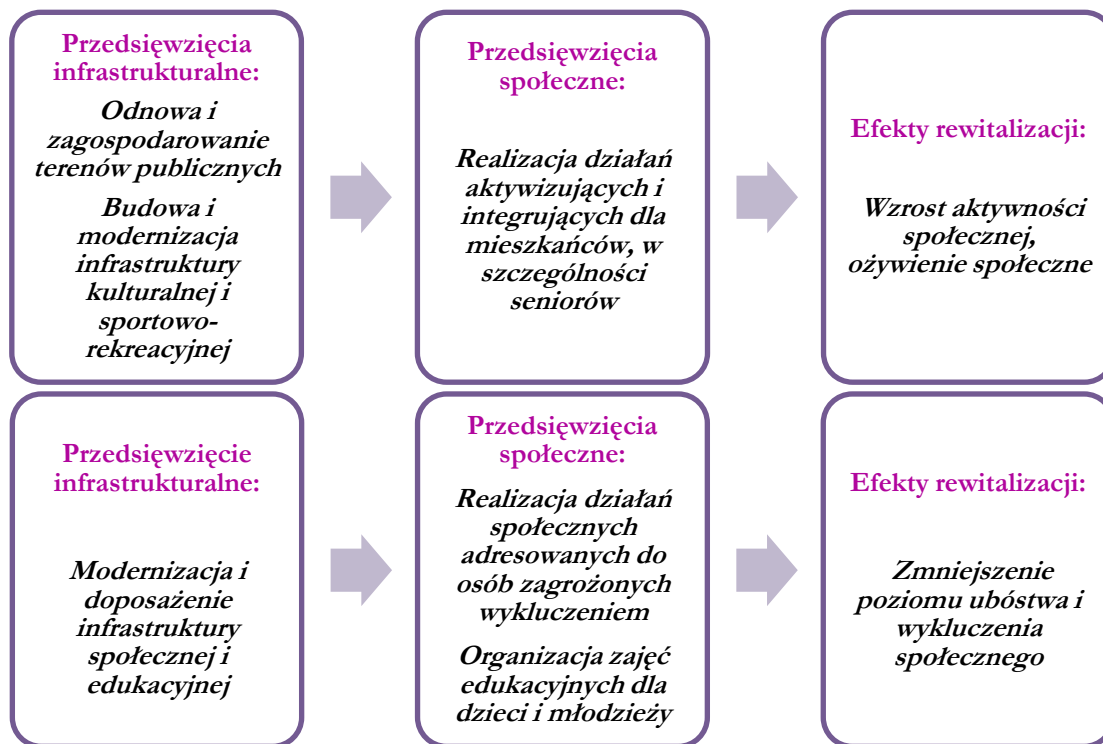 Przedsięwzięcia
infrastrukturalne:
Odnowa i
zagospodarowanie
terenów publicznych
Budowa i
modernizacja
infrastruktury
kulturalnej i
sportowo-
rekreacyjnej
Przedsięwzięcia
społeczne:
Realizacja działań
aktywizujących i
integrujących dla
mieszkańców, w
szczególności
seniorów
Efekty rewitalizacji:
Wzrost aktywności
społecznej,
ożywienie społeczne
Przedsięwzięcie
infrastrukturalne:
Modernizacja i
doposażenie
infrastruktury
społecznej i
edukacyjnej
Przedsięwzięcia
społeczne:
Realizacja działań
społecznych
adresowanych do
osób zagrożonych
wykluczeniem
Organizacja zajęć
edukacyjnych dla
dzieci i młodzieży
Efekty rewitalizacji:
Zmniejszenie
poziomu ubóstwa i
wykluczenia
społecznego